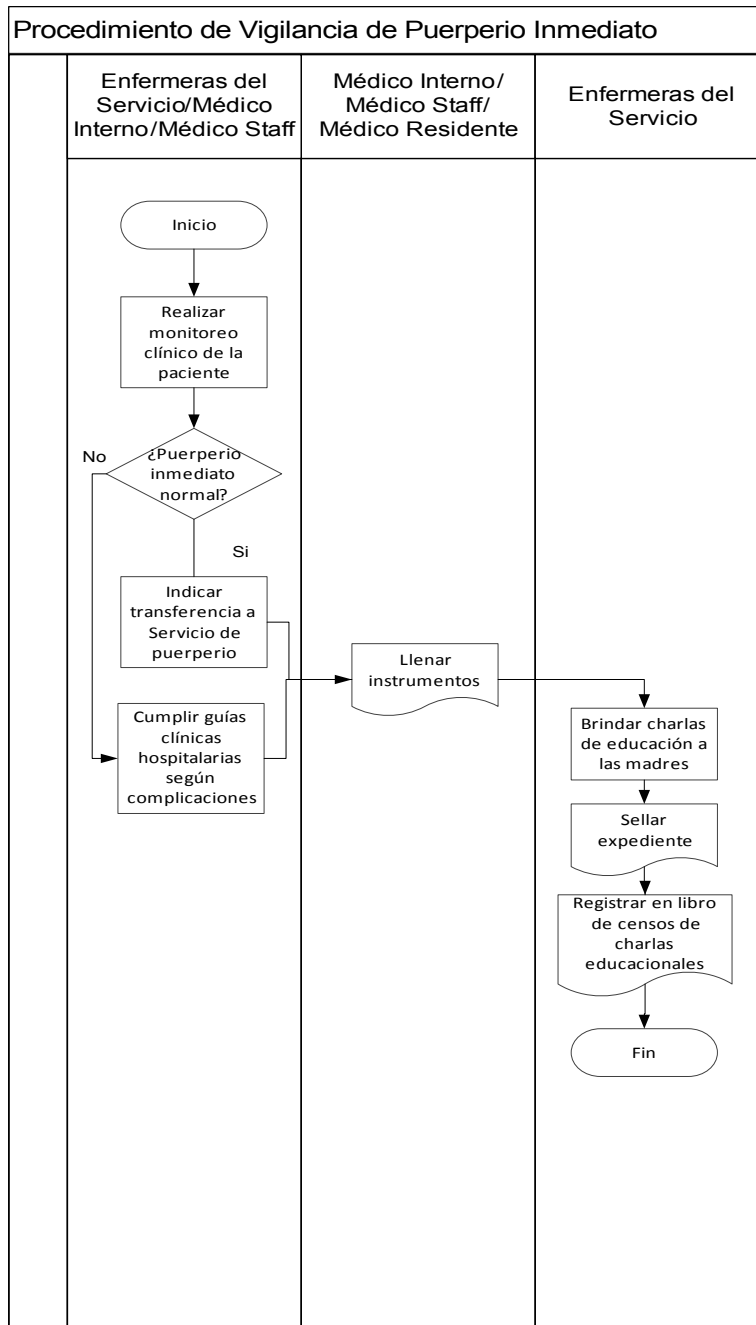 Procedimiento de Vigilancia de Puerperio Inmediato
Enfermeras del
Servicio/Médico
Interno/Médico Staff
Médico Interno/
Médico Staff/
Médico Residente
Enfermeras del
Servicio
Inicio
Realizar
monitoreo
clínico de la
paciente
No
¿Puerperio
inmediato
normal?
Si
Indicar
transferencia a
Servicio de
puerperio
Cumplir guías
clínicas
hospitalarias
según
complicaciones
Llenar
instrumentos
Brindar charlas
de educación a
las madres
Sellar
expediente
Registrar en libro
de censos de
charlas
educacionales
Fin